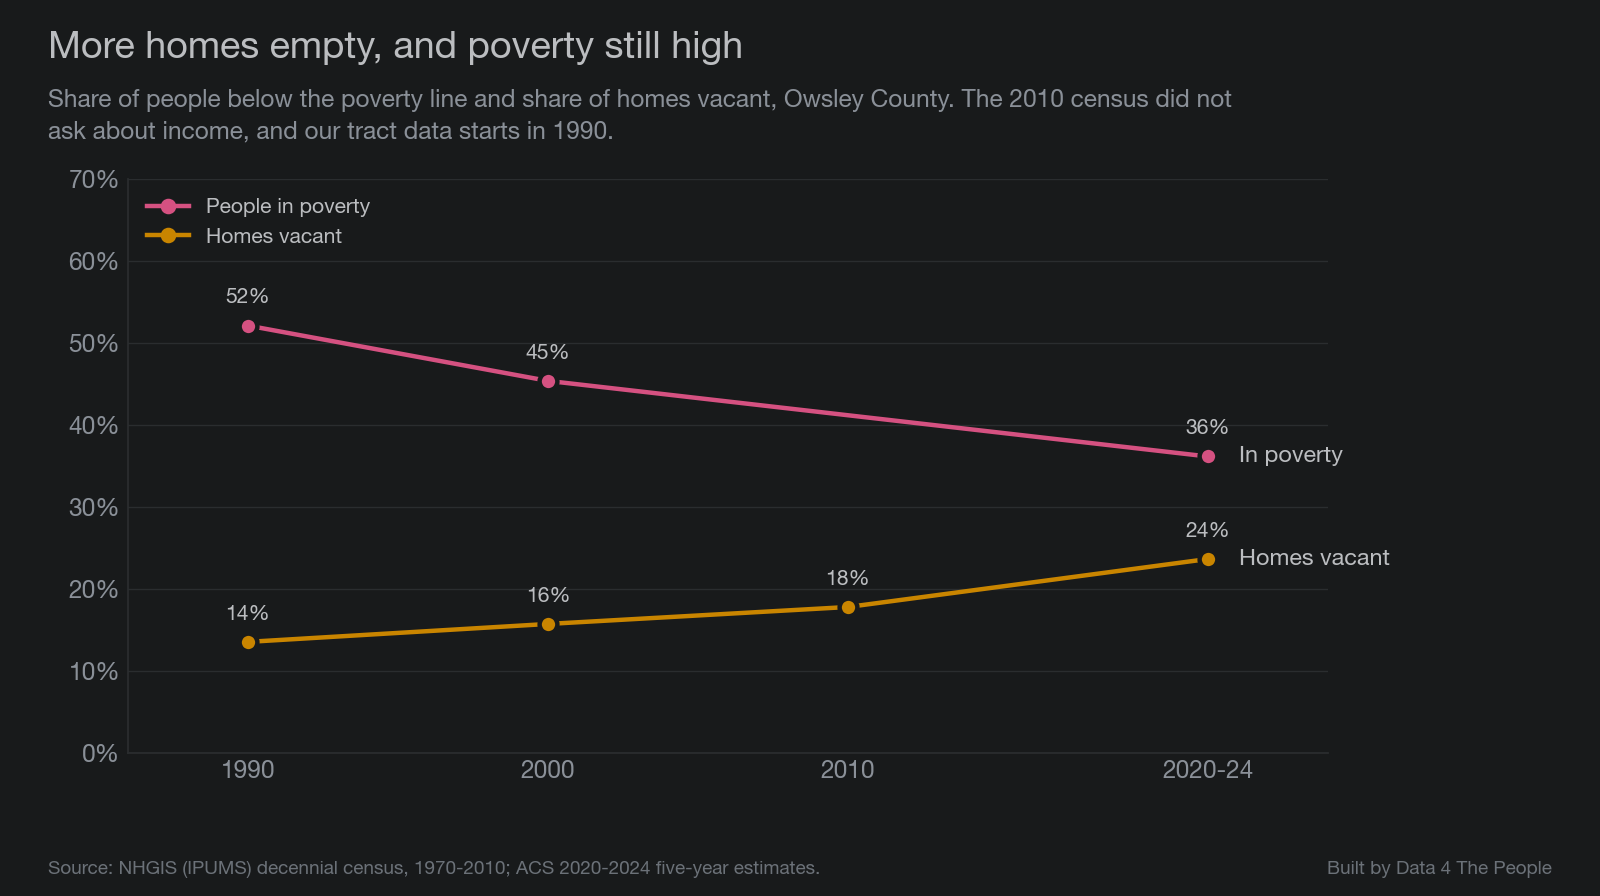 More homes empty, and poverty still high
Share of people below the poverty line and share of homes vacant, Owsley County. The 2010 census did not
ask about income, and our tract data starts in 1990.
70%
People in poverty
Homes vacant
60%
52%
50%
45%
40%
36%
In poverty
30%
24%
Homes vacant
20%
18%
16%
14%
10%
0%
1990
2000
2010
2020-24
Source: NHGIS (IPUMS) decennial census, 1970-2010; ACS 2020-2024 five-year estimates.
Built by Data 4 The People